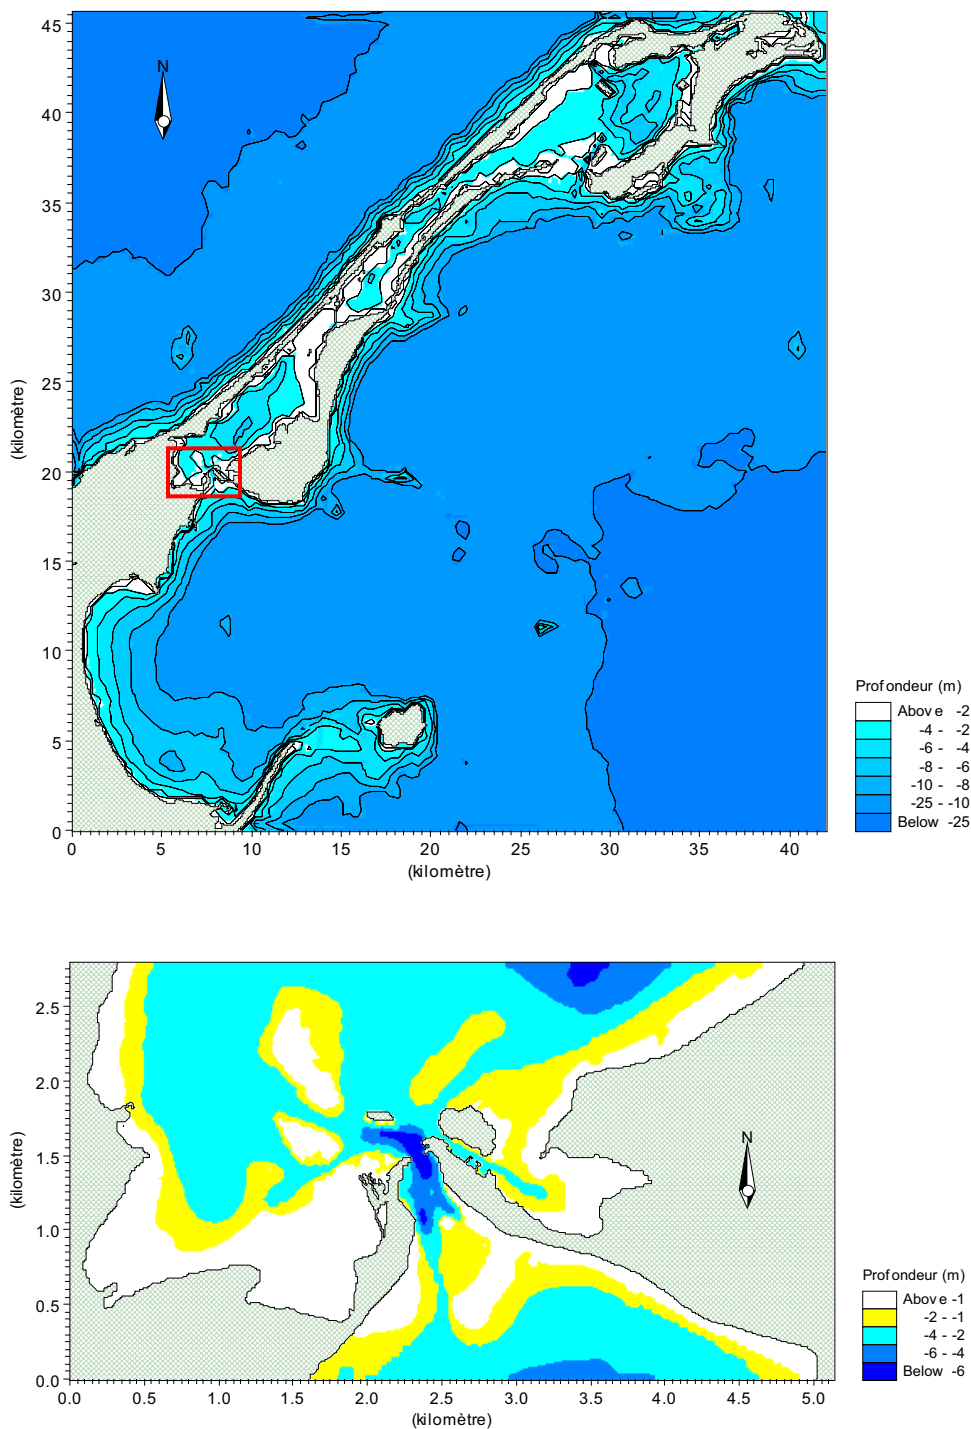 45
40
35
30
25
20
15
10
5
0
(kilomètre)
N
0 5 10 15 20 25 30 35 40
(kilomètre)
Profondeur (m)
Above -2
-4 - -2
-6 - -4
-8 - -6
-10 - -8
-25 - -10
Below -25
2.5
2.0
1.5
1.0
0.5
0.0
(kilomètre)
N
0.0 0.5 1.0 1.5 2.0 2.5 3.0 3.5 4.0 4.5 5.0
(kilomètre)
Profondeur (m)
Above -1
-2 - -1
-4 - -2
-6 - -4
Below -6